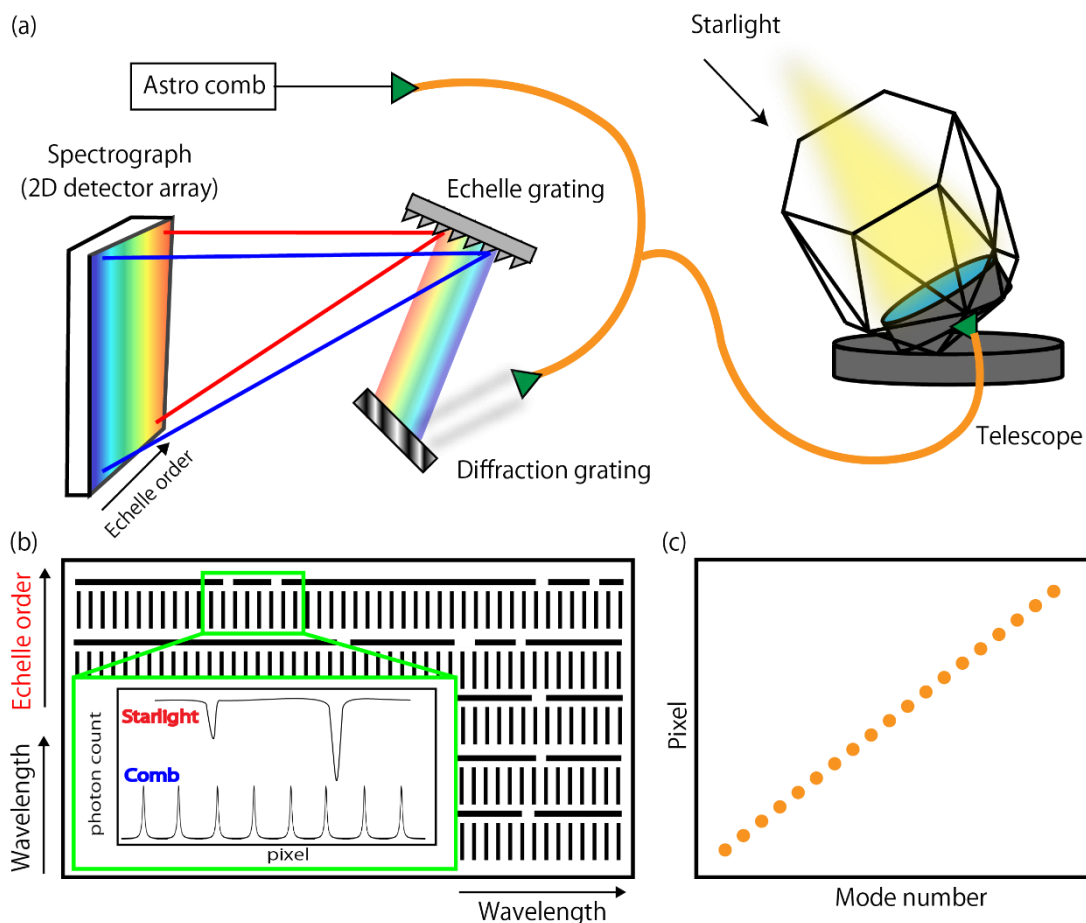 (a)
Starlight
Astro comb
Spectrograph
(2D detector array)
Echelle grating
Echelle order
Diffraction grating
Telescope
(b)
(c)
Echelle order
Wavelength
Starlight
Comb
photon count
pixel
Wavelength
Pixel
Mode number